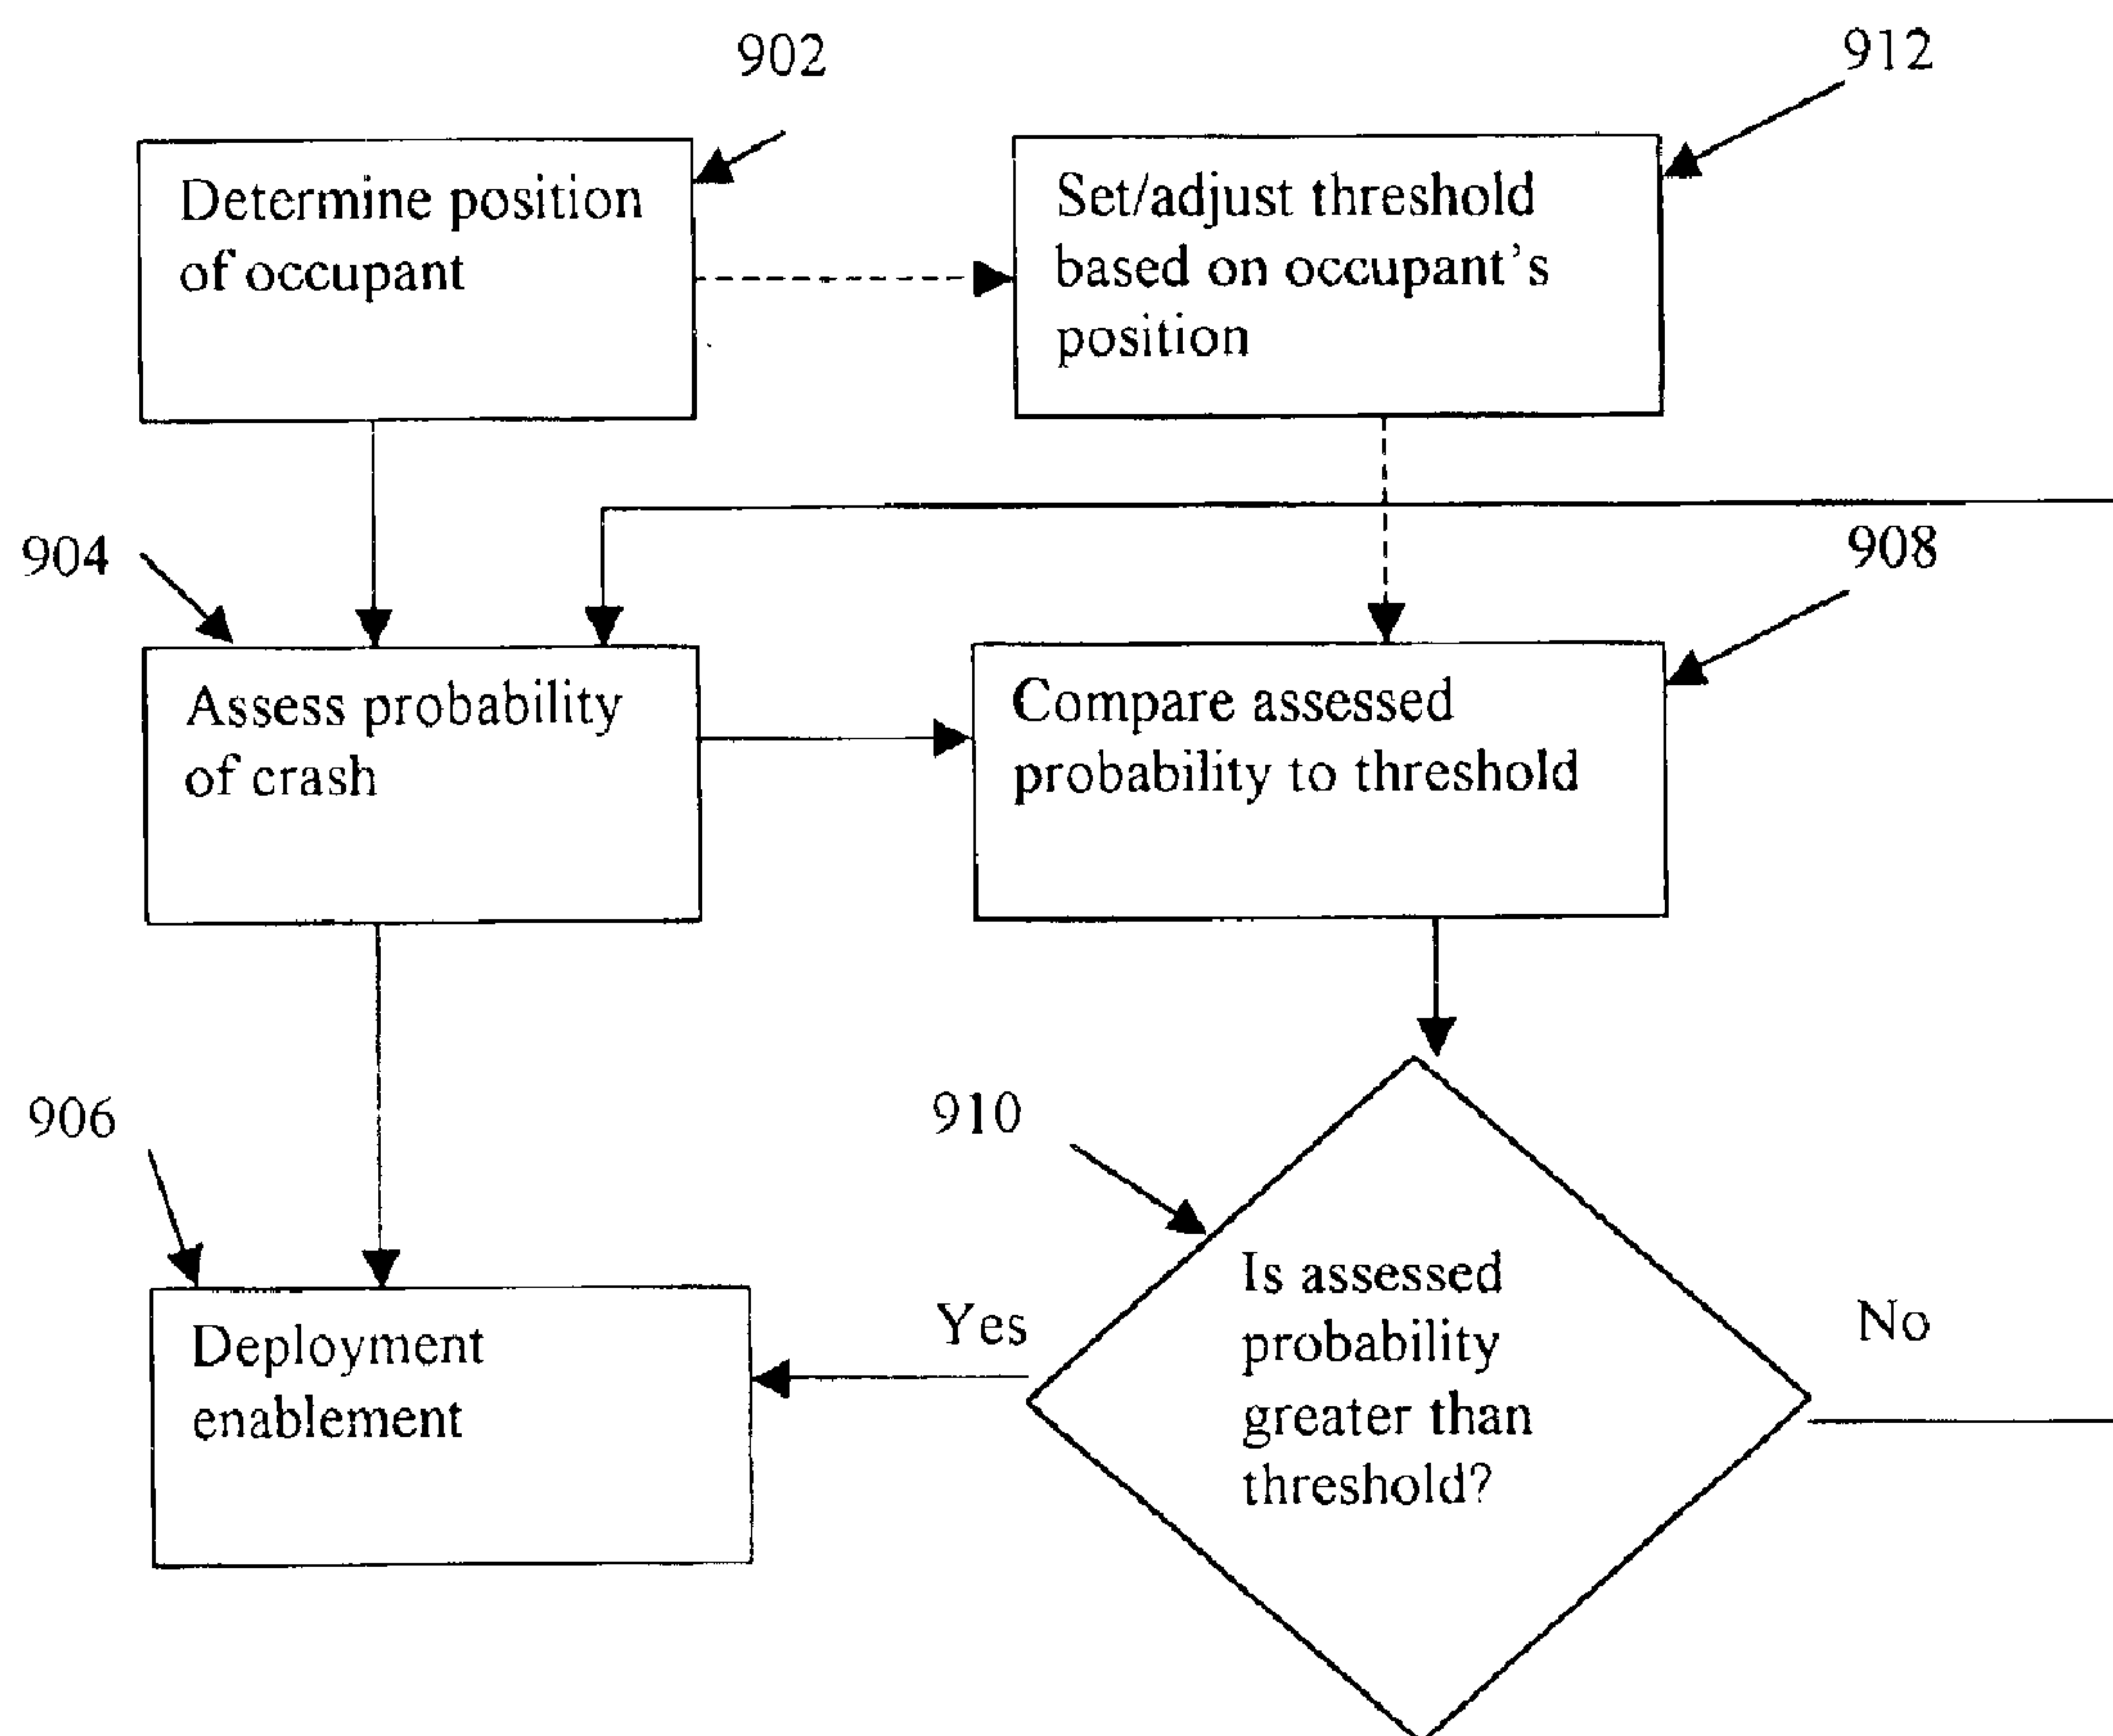 902
912
Determine position
of occupant
Set/adjust threshold
based on occupant's
position
904
908
Assess probability
of crash
Compare assessed
probability to threshold
906
910
Deployment
enablement
Yes
Is assessed
probability
greater than
threshold?
No